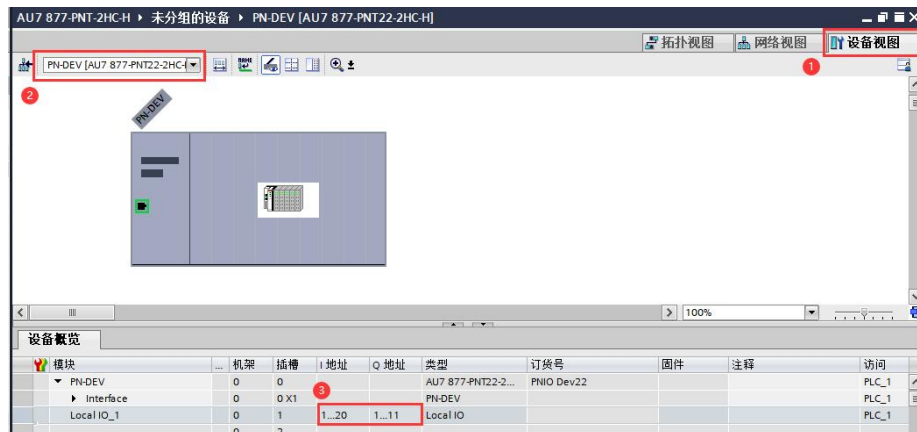 AU7 877-PNT-2HC-H ▸ 未分组的设备 ▸ PN-DEV [AU7 877-PNT22-2HC-H]
拓扑视图 网络视图 设备视图
1
PN-DEV [AU7 877-PNT22-2HC-H
2
PN-DEV
100%
设备概览
模块 ... 机架 插槽 I 地址 Q 地址 类型 订货号 固件 注释 访问
PN-DEV 0 0 AU7 877-PNT22-2... PNIO Dev22 PLC_1
3
Interface 0 0 X1 PN-DEV PLC_1
Local IO_1 0 1 1...20 1...11 Local IO PLC_1
0 2